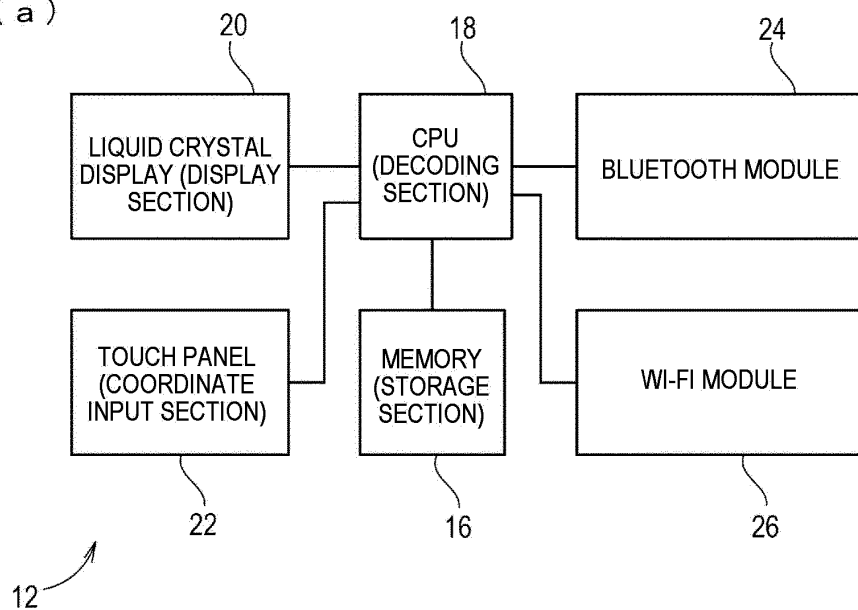 (a)
20
18
24
LIQUID CRYSTAL
DISPLAY (DISPLAY
SECTION)
CPU
(DECODING
SECTION)
BLUETOOTH MODULE
TOUCH PANEL
(COORDINATE
INPUT SECTION)
MEMORY
(STORAGE
SECTION)
WI-FI MODULE
22
16
26
12